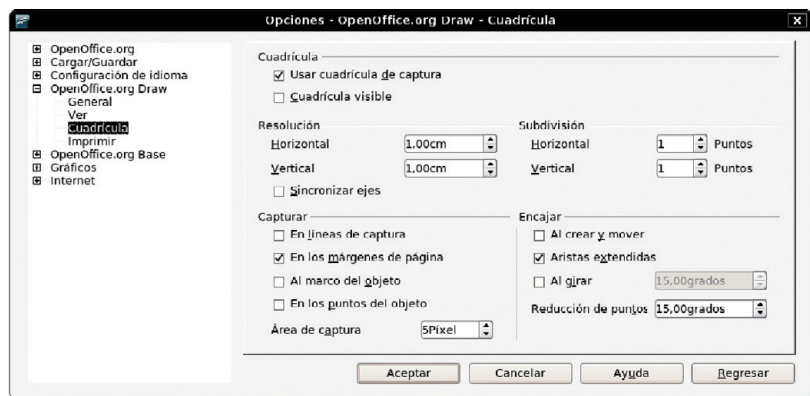 Opciones - OpenOffice.org Draw - Cuadrícula
OpenOffice.org
Cargar/Guardar
Configuración de idioma
OpenOffice.org Draw
General
Ver
Cuadrícula
Imprimir
OpenOffice.org Base
Gráficos
Internet
Cuadrícula
Usar cuadrícula de captura
Cuadrícula visible
Resolución
Horizontal 1,00cm
Vertical 1,00cm
Sincronizar ejes
Subdivisión
Horizontal 1 Puntos
Vertical 1 Puntos
Capturar
En líneas de captura
En los márgenes de página
Al marco del objeto
En los puntos del objeto
Área de captura 5Píxel
Encajar
Al crear y mover
Aristas extendidas
Al girar 15,00grados
Reducción de puntos 15,00grados
Aceptar Cancelar Ayuda Regresar